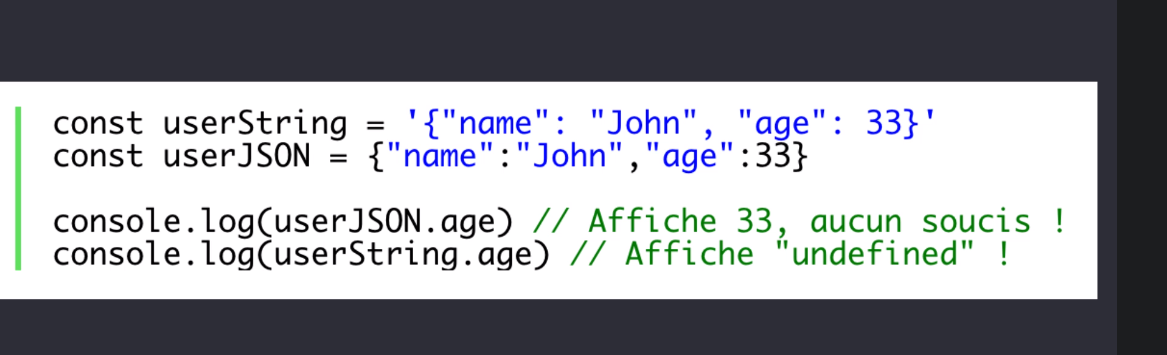 const userString = '{"name": "John", "age": 33}'
const userJSON = {"name":"John","age":33}
console.log(userJSON.age) // Affiche 33, aucun soucis !
console.log(userString.age) // Affiche "undefined" !